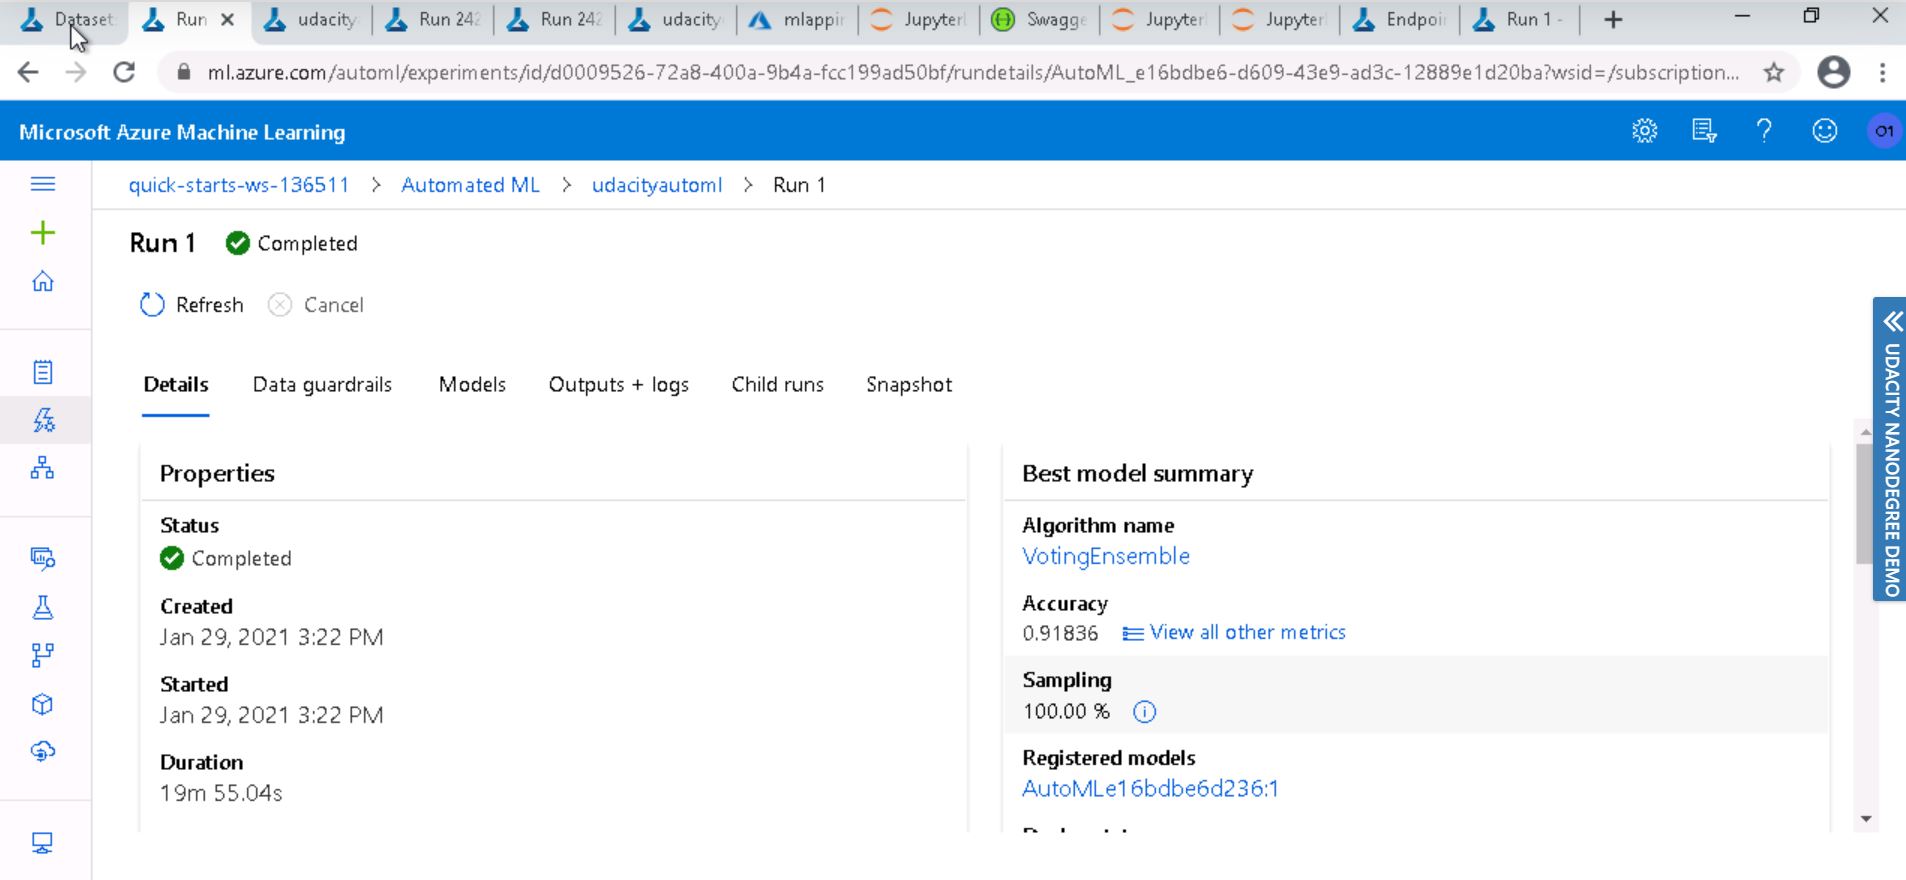 Dataset Run udacity Run 242 Run 242 udacity mlappin Jupyter Swagge Jupyter Jupyter Endpoin Run 1 -
ml.azure.com/automl/experiments/id/d0009526-72a8-400a-9b4a-fcc199ad50bf/rundetails/AutoML_e16bdbe6-d609-43e9-ad3c-12889e1d20ba?wsid=/subscription...
Microsoft Azure Machine Learning
O1
quick-starts-ws-136511 > Automated ML > udacityautoml > Run 1
Run 1 Completed
Refresh Cancel
Details Data guardrails Models Outputs + logs Child runs Snapshot
Properties
Status
Completed
Created
Jan 29, 2021 3:22 PM
Started
Jan 29, 2021 3:22 PM
Duration
19m 55.04s
Best model summary
Algorithm name
VotingEnsemble
Accuracy
0.91836 View all other metrics
Sampling
100.00 %
Registered models
AutoMLe16bdbe6d236:1
UDACITY NANODEGREE DEMO